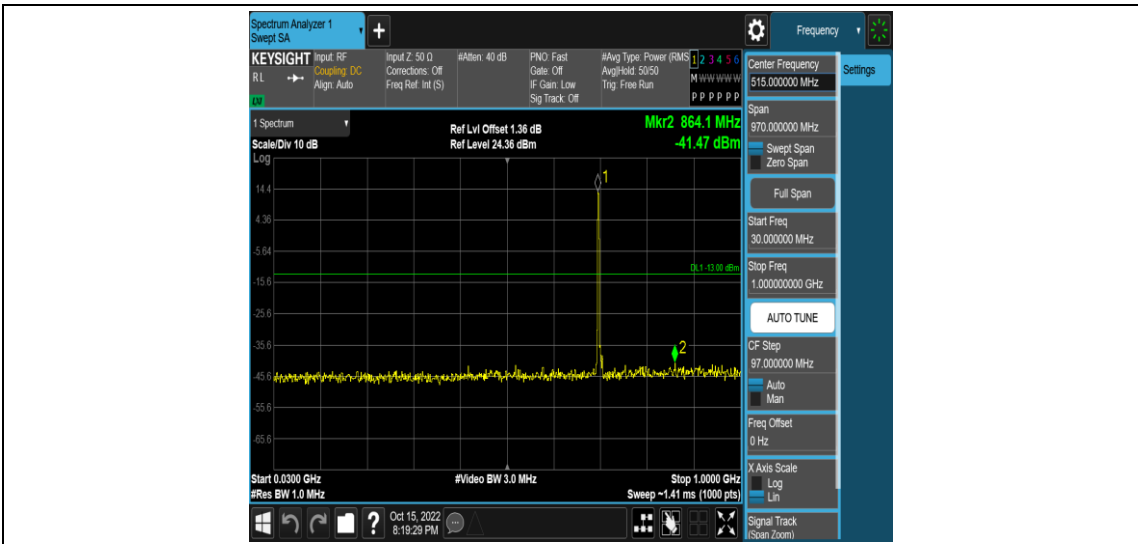 Spectrum Analyzer 1
Swept SA
+
Frequency
KEYSIGHT
RL
LXI
Input: RF
Coupling: DC
Align: Auto
Input Z: 50 Ω
Corrections: Off
Freq Ref: Int (S)
#Atten: 40 dB
PNO: Fast
Gate: Off
IF Gain: Low
Sig Track: Off
#Avg Type: Power (RMS
Avg|Hold: 50/50
Trig: Free Run
1 2 3 4 5 6
M W W W W W
P P P P P P
1 Spectrum
Scale/Div 10 dB
Log
Ref Lvl Offset 1.36 dB
Ref Level 24.36 dBm
Mkr2 864.1 MHz
-41.47 dBm
1
14.4
4.36
-5.64
DL1 -13.00 dBm
-15.6
-25.6
-35.6
2
-45.6
-55.6
-65.6
Start 0.0300 GHz
#Res BW 1.0 MHz
#Video BW 3.0 MHz
Stop 1.0000 GHz
Sweep ~1.41 ms (1000 pts)
Center Frequency
515.000000 MHz
Settings
Span
970.000000 MHz
Swept Span
Zero Span
Full Span
Start Freq
30.000000 MHz
Stop Freq
1.000000000 GHz
AUTO TUNE
CF Step
97.000000 MHz
Auto
Man
Freq Offset
0 Hz
X Axis Scale
Log
Lin
Signal Track
(Span Zoom)
?
Oct 15, 2022
8:19:29 PM